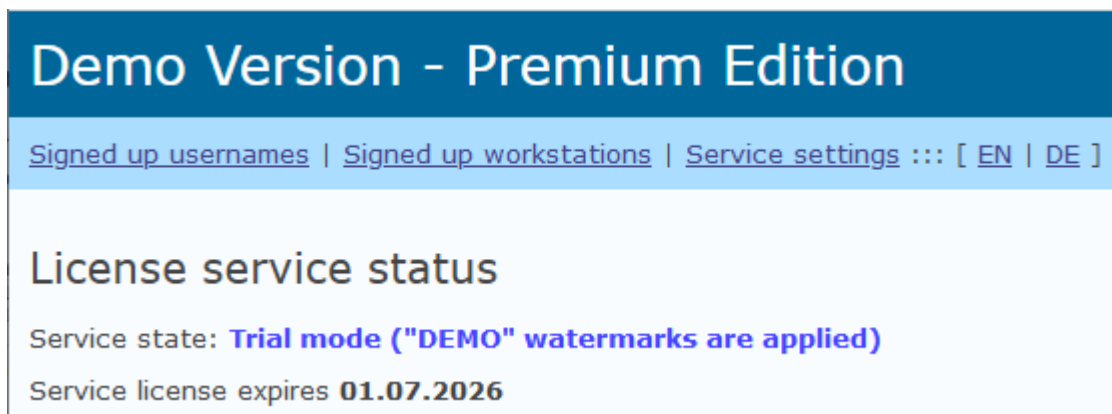 Demo Version - Premium Edition
Signed up usernames | Signed up workstations | Service settings ::: [ EN | DE ]
License service status
Service state: Trial mode ("DEMO" watermarks are applied)
Service license expires 01.07.2026